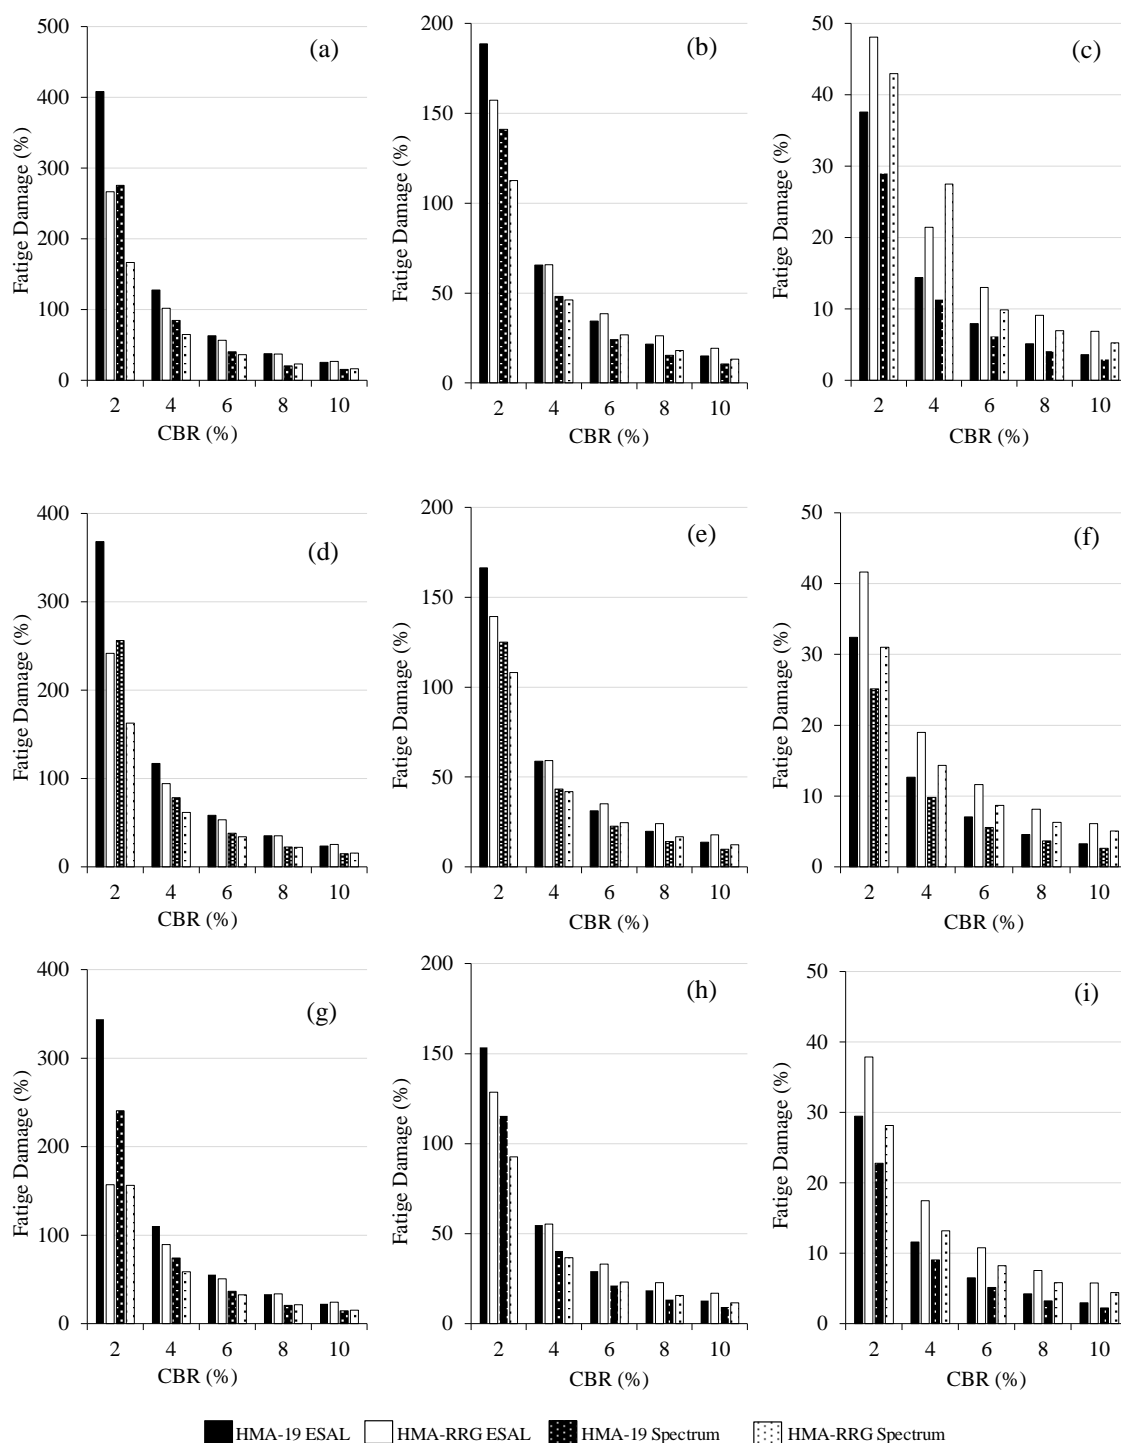 (a)
500
400
300
200
100
0
Fatige Damage (%)
2 4 6 8 10
CBR (%)
(b)
200
150
100
50
0
Fatige Damage (%)
2 4 6 8 10
CBR (%)
(c)
50
40
30
20
10
0
Fatige Damage (%)
2 4 6 8 10
CBR (%)
(d)
400
300
200
100
0
Fatige Damage (%)
2 4 6 8 10
CBR (%)
(e)
200
150
100
50
0
Fatige Damage (%)
2 4 6 8 10
CBR (%)
(f)
50
40
30
20
10
0
Fatige Damage (%)
2 4 6 8 10
CBR (%)
(g)
400
300
200
100
0
Fatige Damage (%)
2 4 6 8 10
CBR (%)
(h)
200
150
100
50
0
Fatige Damage (%)
2 4 6 8 10
CBR (%)
(i)
50
40
30
20
10
0
Fatige Damage (%)
2 4 6 8 10
CBR (%)
HMA-19 ESAL HMA-RRG ESAL HMA-19 Spectrum HMA-RRG Spectrum